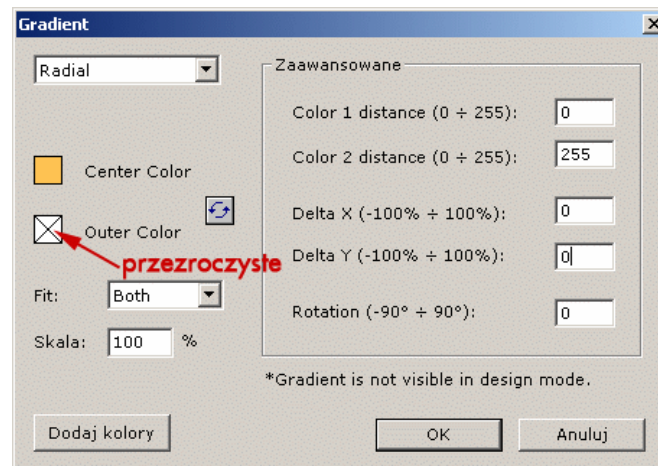 Gradient
Radial
Center Color
Outer Color
przezroczyste
Fit: Both
Skala: 100 %
Zaawansowane
Color 1 distance (0 ÷ 255): 0
Color 2 distance (0 ÷ 255): 255
Delta X (-100% ÷ 100%): 0
Delta Y (-100% ÷ 100%): 0
Rotation (-90° ÷ 90°): 0
*Gradient is not visible in design mode.
Dodaj kolory
OK
Anuluj